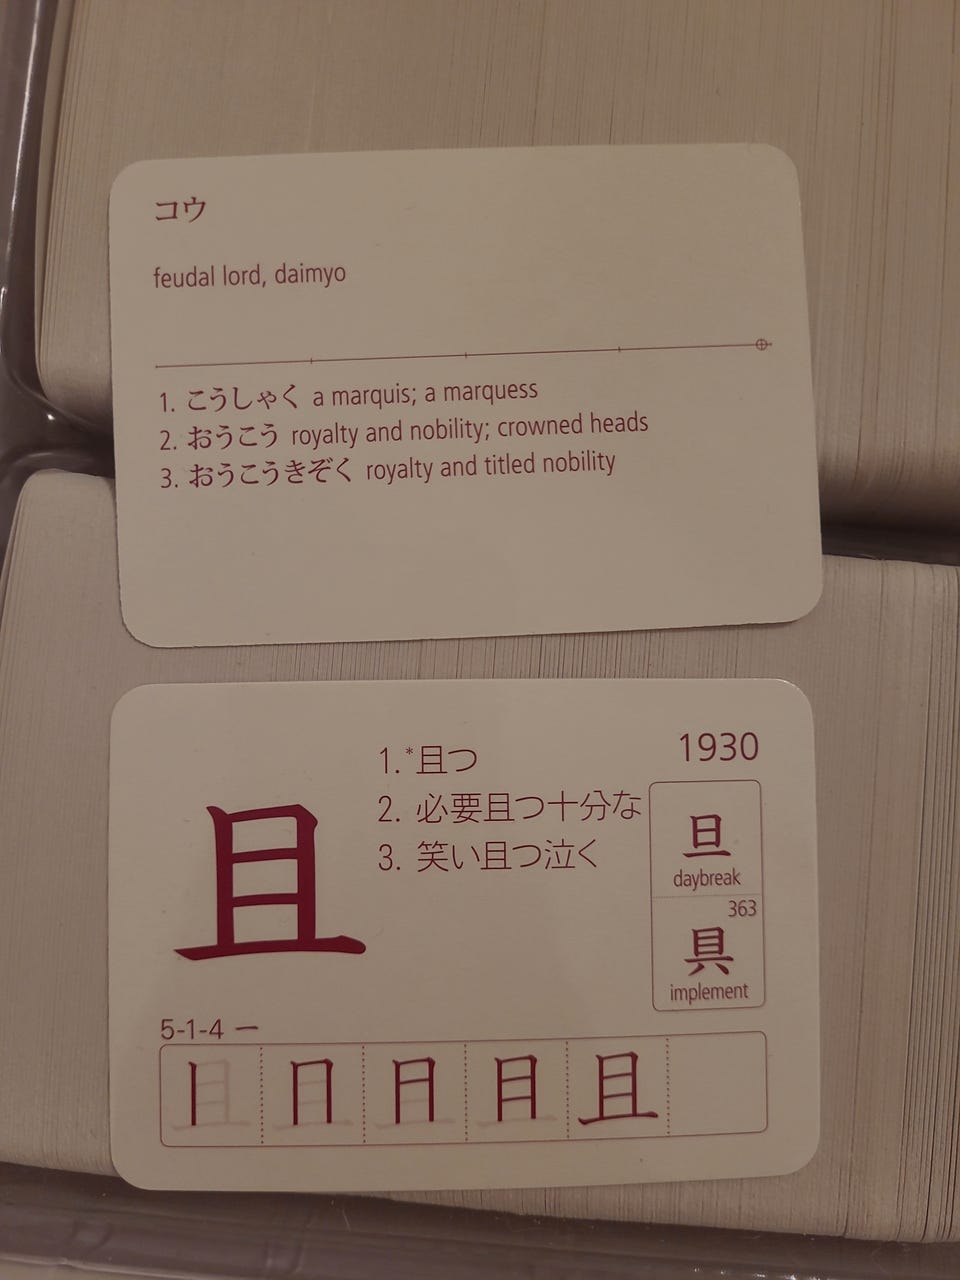 コウ
feudal lord, daimyo
1. こうしゃく a marquis; a marquess
2. おうこう royalty and nobility; crowned heads
3. おうこうきぞく royalty and titled nobility
且
1.*且つ
2. 必要且つ十分な
3. 笑い且つ泣く
1930
旦
daybreak
363
具
implement
5-1-4 一
且